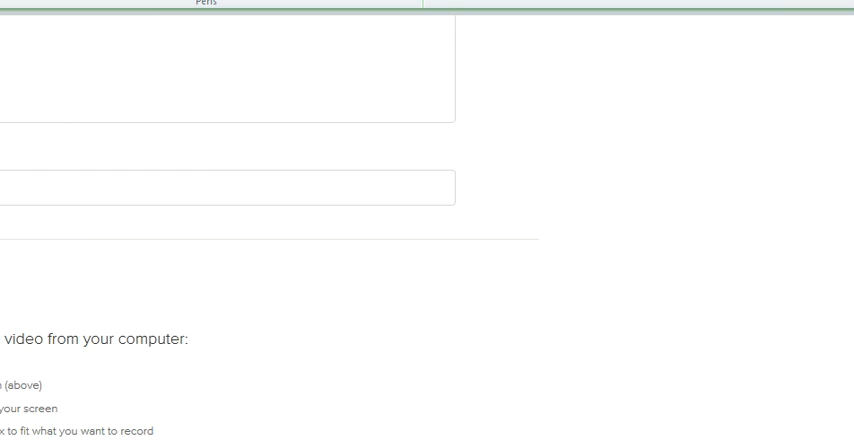 Pens
video from your computer:
(above)
your screen
to fit what you want to record